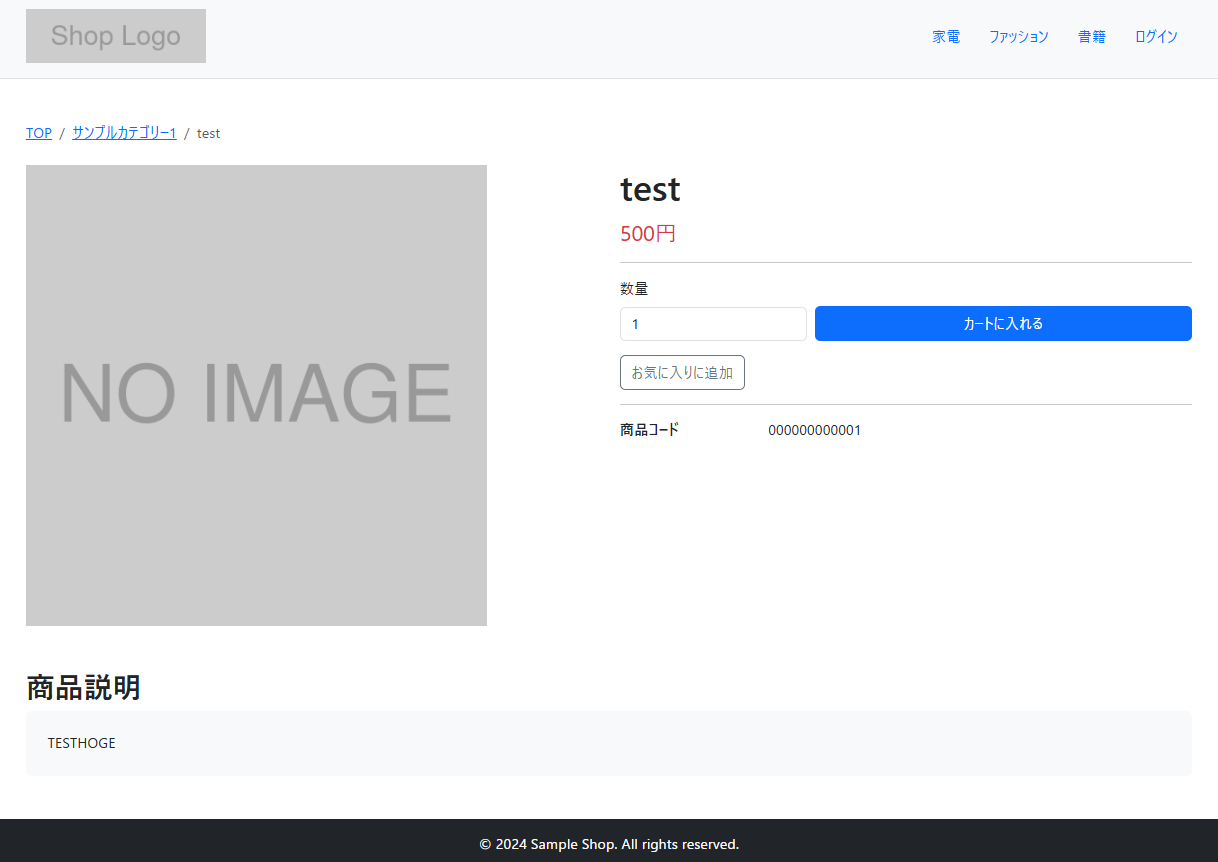 Shop Logo
家電 ファッション 書籍 ログイン
TOP / サンプルカテゴリー1 / test
NO IMAGE
test
500円
数量
1 カートに入れる
お気に入りに追加
商品コード 000000000001
商品説明
TESTHOGE
© 2024 Sample Shop. All rights reserved.